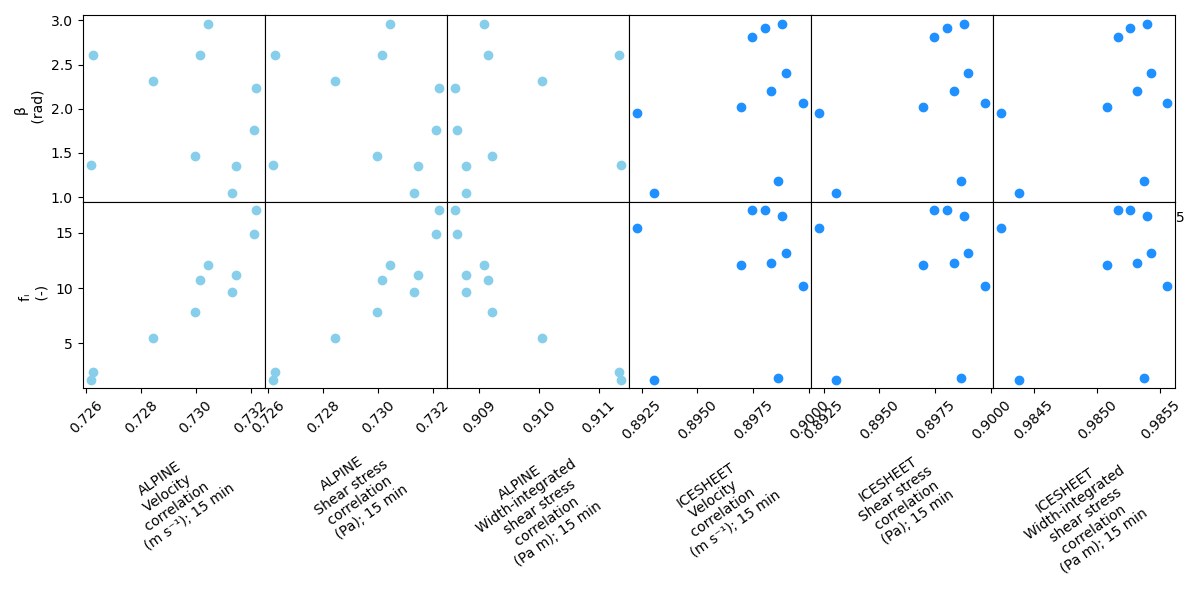 3.0
2.5
2.0
1.5
1.0
β
(rad)
15
10
5
fᵢ
(-)
5
0.726
0.728
0.730
0.732
0.726
0.728
0.730
0.732
0.909
0.910
0.911
0.8925
0.8950
0.8975
0.9000
0.8925
0.8950
0.8975
0.9000
0.9845
0.9850
0.9855
ALPINE
Velocity
correlation
(m s⁻¹); 15 min
ALPINE
Shear stress
correlation
(Pa); 15 min
ALPINE
Width-integrated
shear stress
correlation
(Pa m); 15 min
ICESHEET
Velocity
correlation
(m s⁻¹); 15 min
ICESHEET
Shear stress
correlation
(Pa); 15 min
ICESHEET
Width-integrated
shear stress
correlation
(Pa m); 15 min